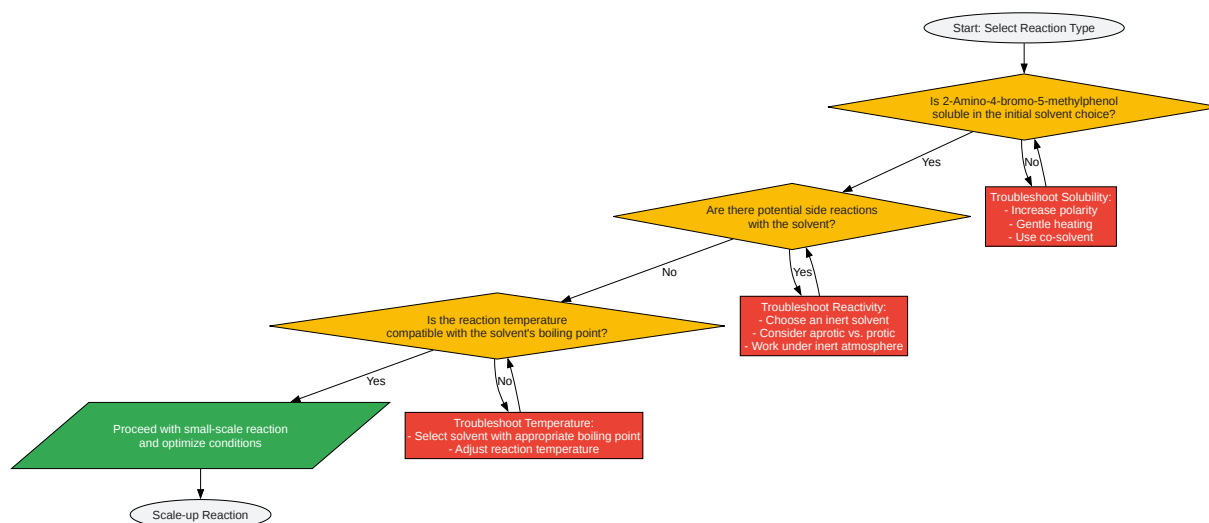 Start: Select Reaction Type
Is 2-Amino-4-bromo-5-methylphenol
soluble in the initial solvent choice?
Yes
No
Troubleshoot Solubility:
- Increase polarity
- Gentle heating
- Use co-solvent
Are there potential side reactions
with the solvent?
No
Yes
Troubleshoot Reactivity:
- Choose an inert solvent
- Consider aprotic vs. protic
- Work under inert atmosphere
Is the reaction temperature
compatible with the solvent's boiling point?
Yes
No
Troubleshoot Temperature:
- Select solvent with appropriate boiling point
- Adjust reaction temperature
Proceed with small-scale reaction
and optimize conditions
Scale-up Reaction